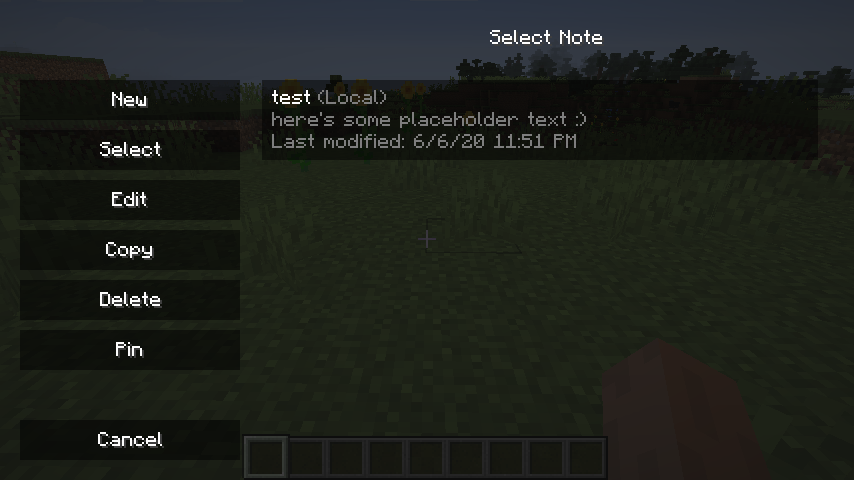 Select Note
New
Select
Edit
Copy
Delete
Pin
Cancel
test (Local)
here's some placeholder text :)
Last modified: 6/6/20 11:51 PM